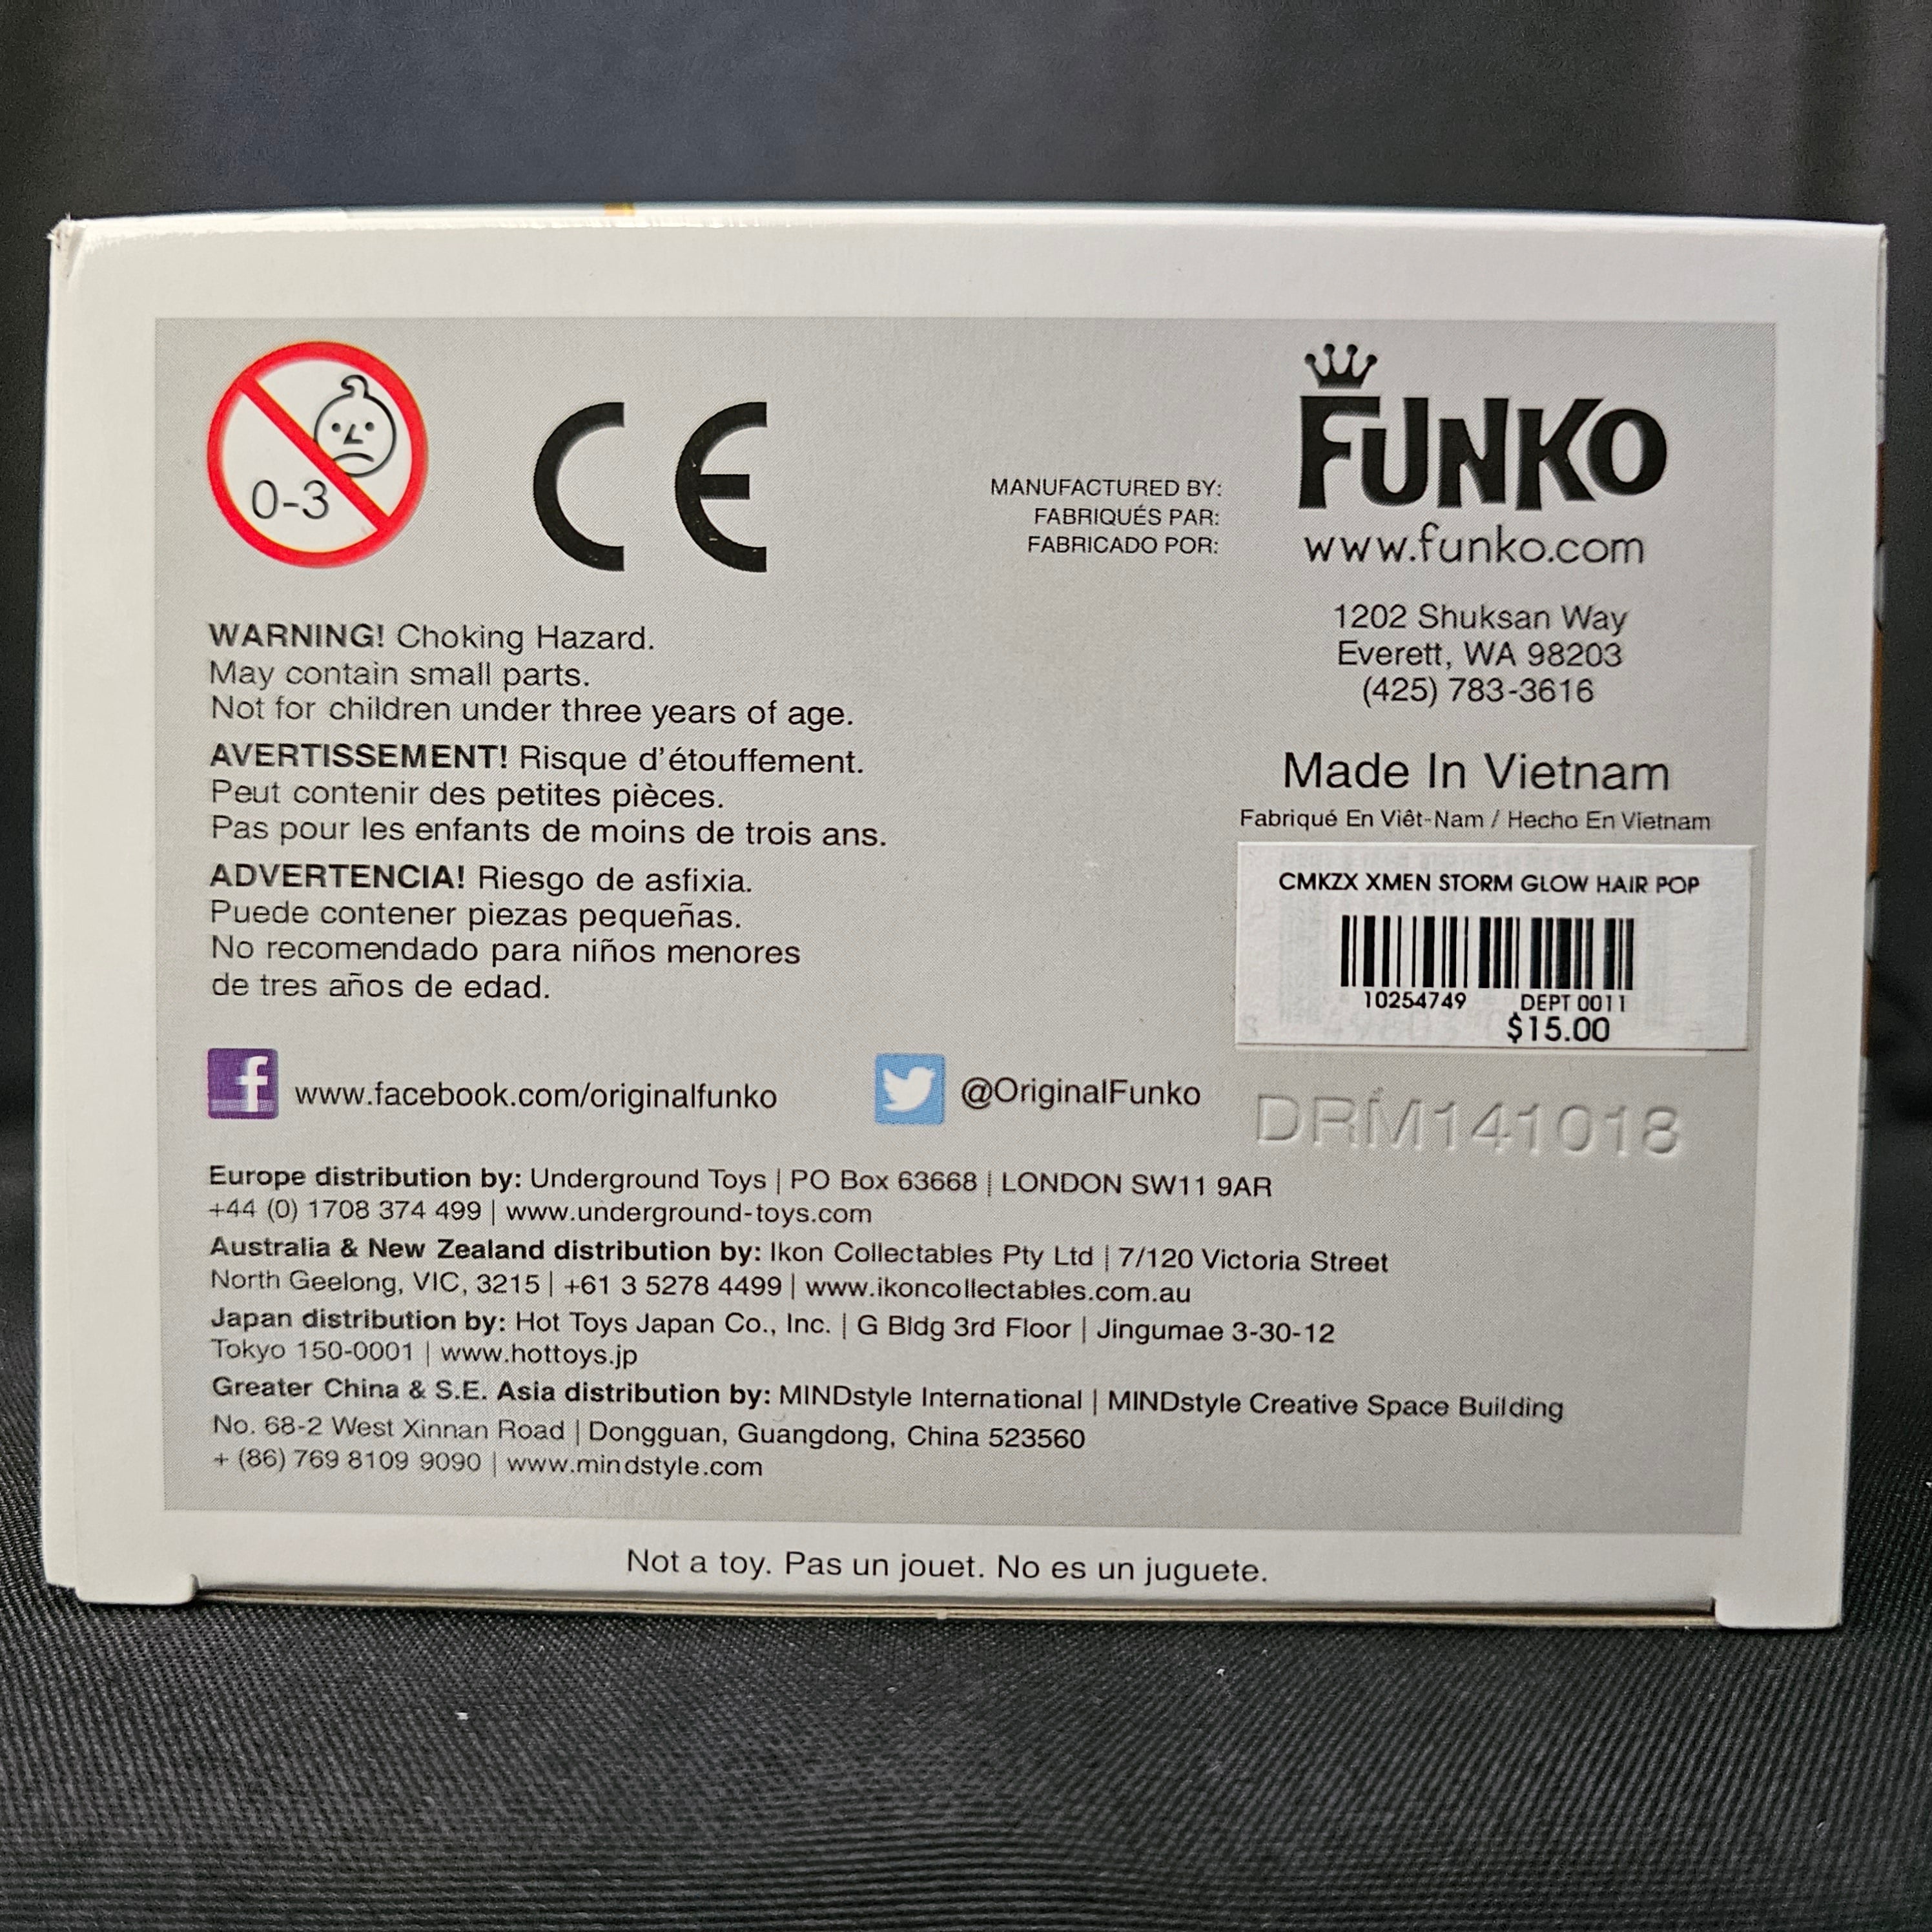 0-3
CE
MANUFACTURED BY:
FABRIQUÉS PAR:
FABRICADO POR:
FUNKO
www.funko.com
1202 Shuksan Way
Everett, WA 98203
(425) 783-3616
Made In Vietnam
Fabriqué En Viêt-Nam / Hecho En Vietnam
WARNING! Choking Hazard.
May contain small parts.
Not for children under three years of age.
AVERTISSEMENT! Risque d'étouffement.
Peut contenir des petites pièces.
Pas pour les enfants de moins de trois ans.
ADVERTENCIA! Riesgo de asfixia.
Puede contener piezas pequeñas.
No recomendado para niños menores
de tres años de edad.
CMKZX XMEN STORM GLOW HAIR POP
10254749 DEPT 0011
$15.00
f www.facebook.com/originalfunko
@OriginalFunko
DRM141018
Europe distribution by: Underground Toys | PO Box 63668 | LONDON SW11 9AR
+44 (0) 1708 374 499 | www.underground-toys.com
Australia & New Zealand distribution by: Ikon Collectables Pty Ltd | 7/120 Victoria Street
North Geelong, VIC, 3215 | +61 3 5278 4499 | www.ikoncollectables.com.au
Japan distribution by: Hot Toys Japan Co., Inc. | G Bldg 3rd Floor | Jingumae 3-30-12
Tokyo 150-0001 | www.hottoys.jp
Greater China & S.E. Asia distribution by: MINDstyle International | MINDstyle Creative Space Building
No. 68-2 West Xinnan Road | Dongguan, Guangdong, China 523560
+ (86) 769 8109 9090 | www.mindstyle.com
Not a toy. Pas un jouet. No es un juguete.